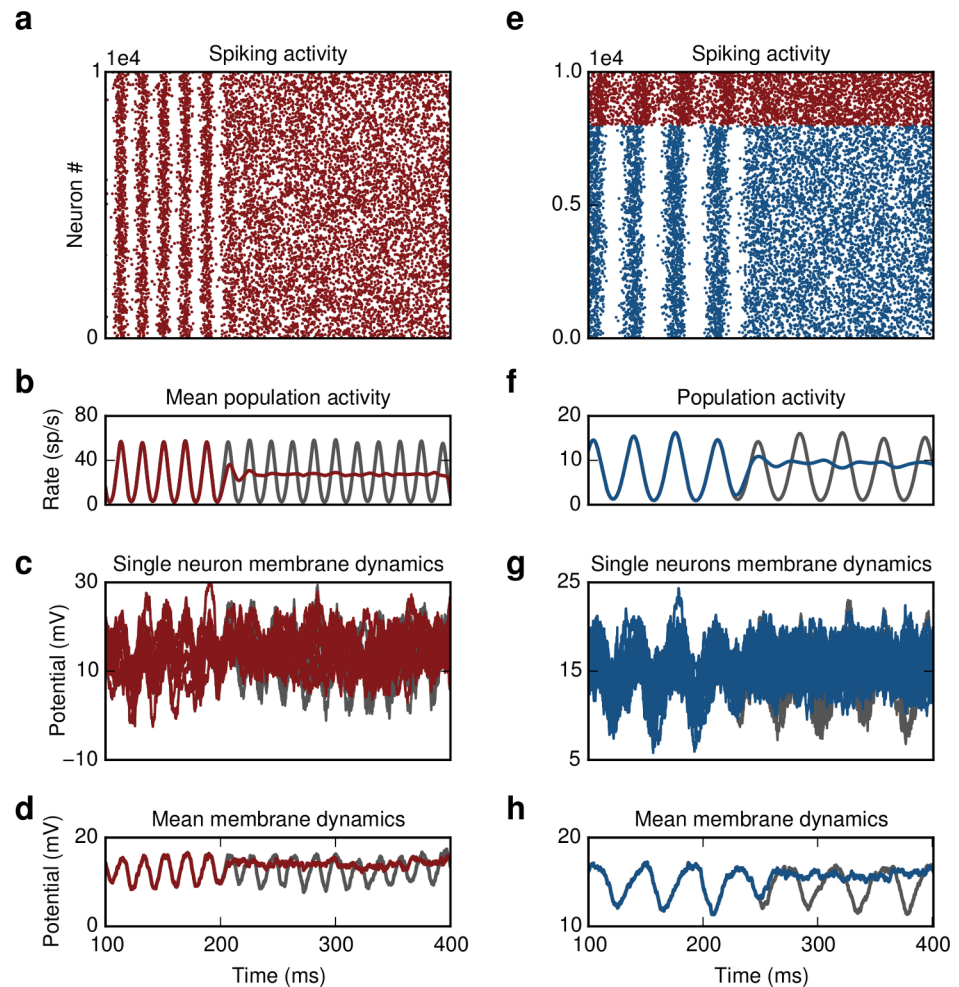 a
Spiking activity
1e4
1
Neuron #
0
b
Mean population activity
80
40
0
Rate (sp/s)
c
Single neuron membrane dynamics
30
10
−10
Potential (mV)
d
Mean membrane dynamics
20
0
Potential (mV)
100 200 300 400
Time (ms)
e
Spiking activity
1e4
1.0
0.5
0.0
f
Population activity
20
10
0
g
Single neurons membrane dynamics
25
15
5
h
Mean membrane dynamics
20
10
100 200 300 400
Time (ms)